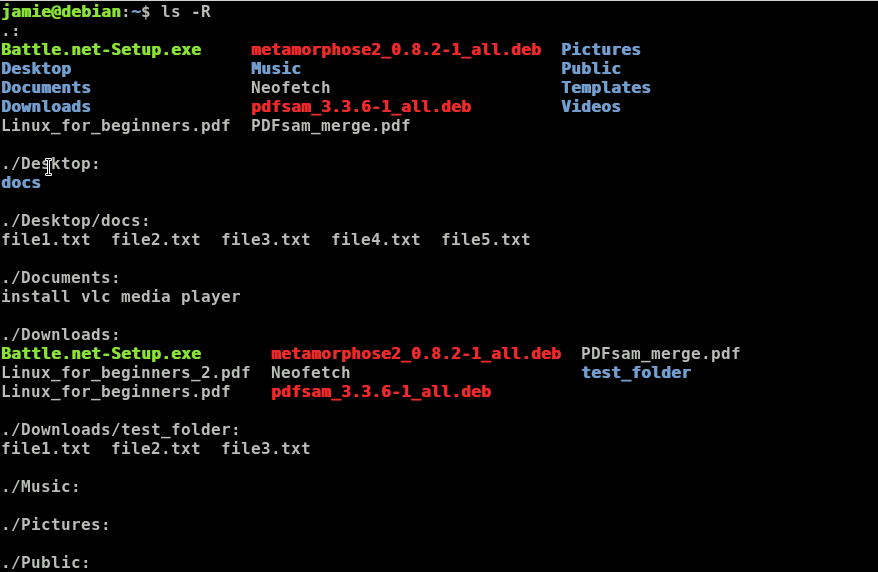 jamie@debian:~$ ls -R
.:
Battle.net-Setup.exe     metamorphose2_0.8.2-1_all.deb  Pictures
Desktop                  Music                          Public
Documents                Neofetch                       Templates
Downloads                pdfsam_3.3.6-1_all.deb         Videos
Linux_for_beginners.pdf  PDFsam_merge.pdf

./Desktop:
docs

./Desktop/docs:
file1.txt  file2.txt  file3.txt  file4.txt  file5.txt

./Documents:
install vlc media player

./Downloads:
Battle.net-Setup.exe       metamorphose2_0.8.2-1_all.deb  PDFsam_merge.pdf
Linux_for_beginners_2.pdf  Neofetch                       test_folder
Linux_for_beginners.pdf    pdfsam_3.3.6-1_all.deb

./Downloads/test_folder:
file1.txt  file2.txt  file3.txt

./Music:

./Pictures:

./Public: